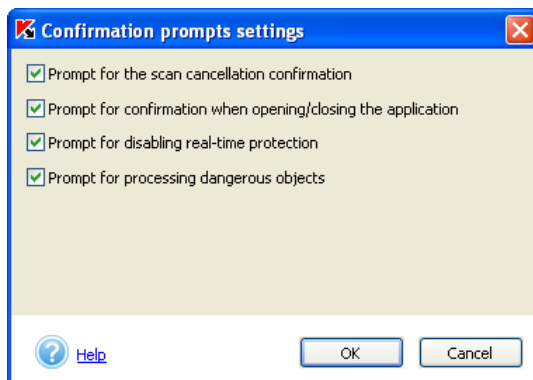 Confirmation prompts settings
Prompt for the scan cancellation confirmation
Prompt for confirmation when opening/closing the application
Prompt for disabling real-time protection
Prompt for processing dangerous objects
Help
OK
Cancel